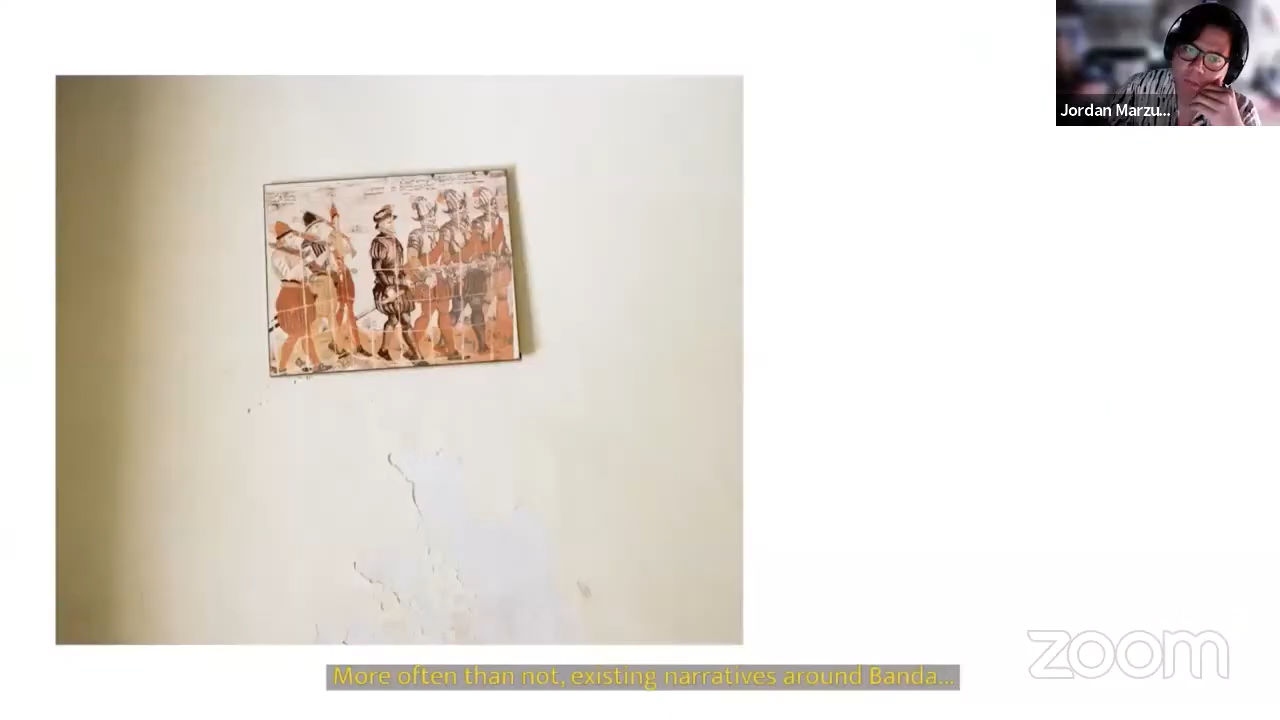 Jordan Marzu...
More often than not, existing narratives around Banda...
zoom